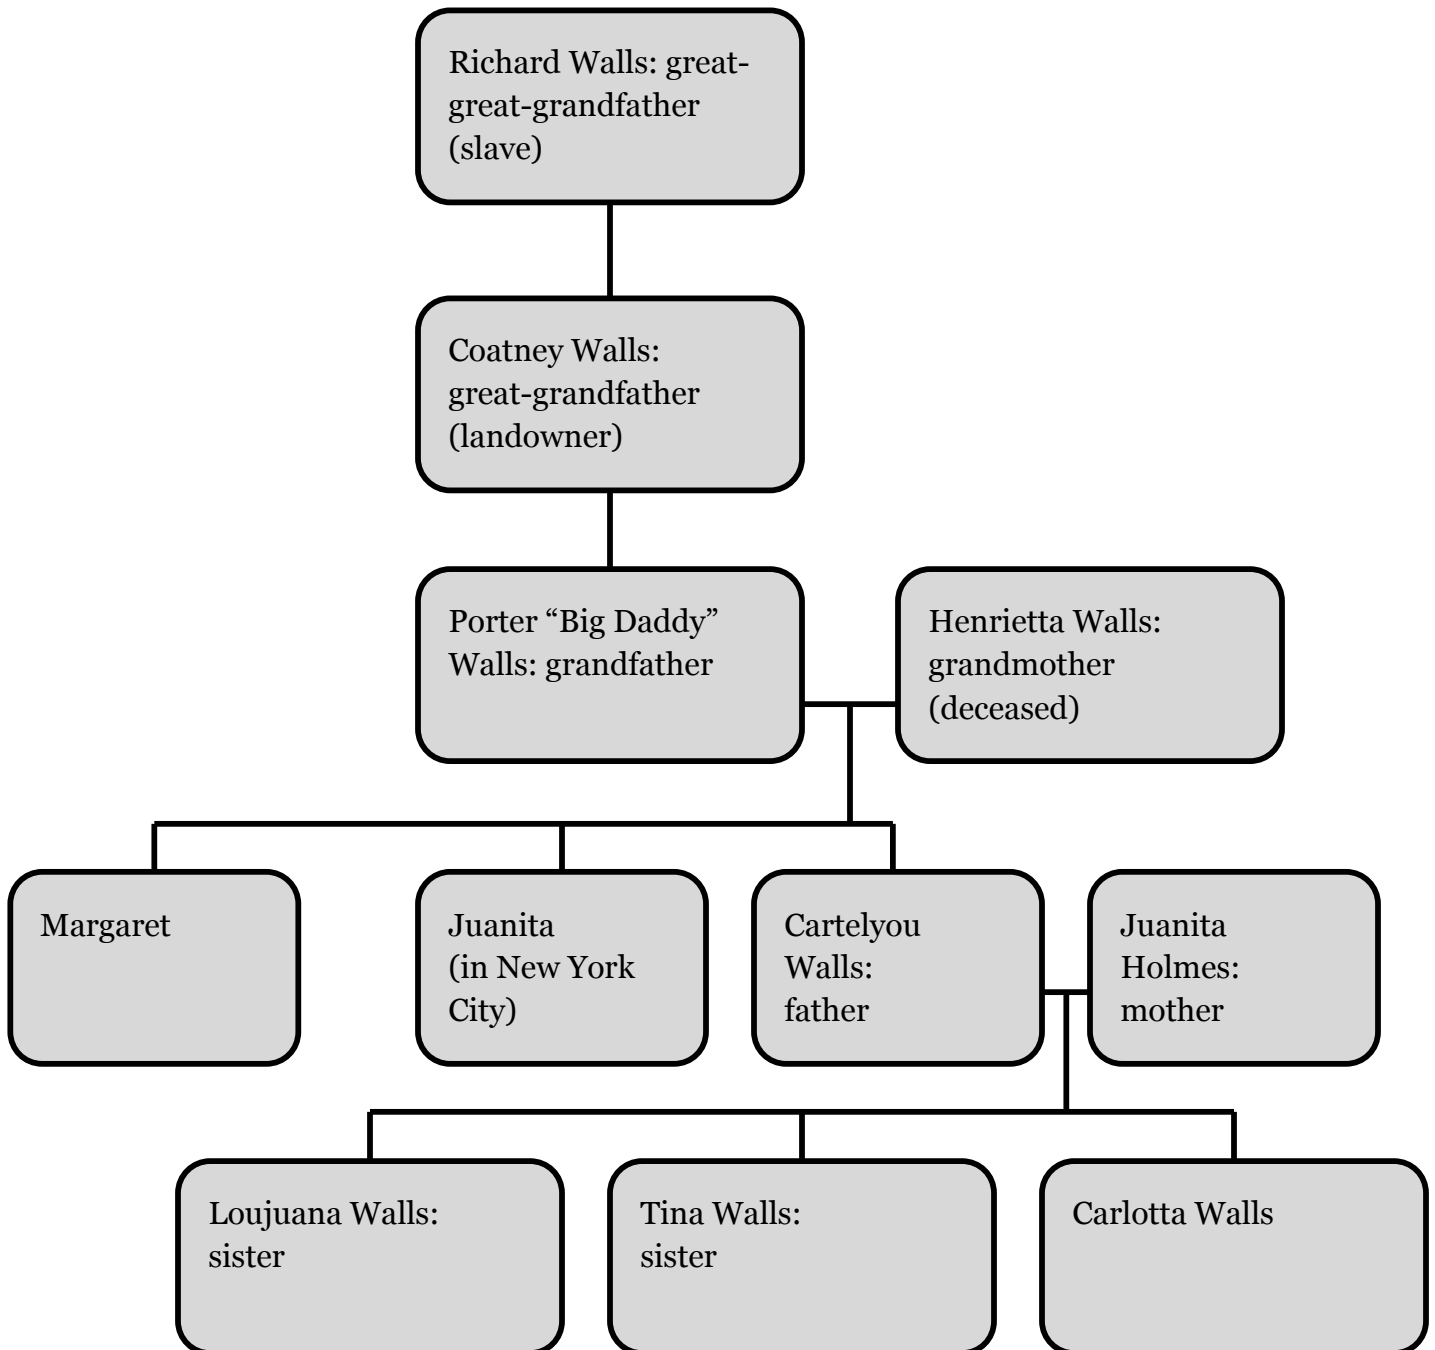 Richard Walls: great-
great-grandfather
(slave)
Coatney Walls:
great-grandfather
(landowner)
Porter “Big Daddy”
Walls: grandfather
Henrietta Walls:
grandmother
(deceased)
Margaret
Juanita
(in New York
City)
Cartelyou
Walls:
father
Juanita
Holmes:
mother
Loujuana Walls:
sister
Tina Walls:
sister
Carlotta Walls